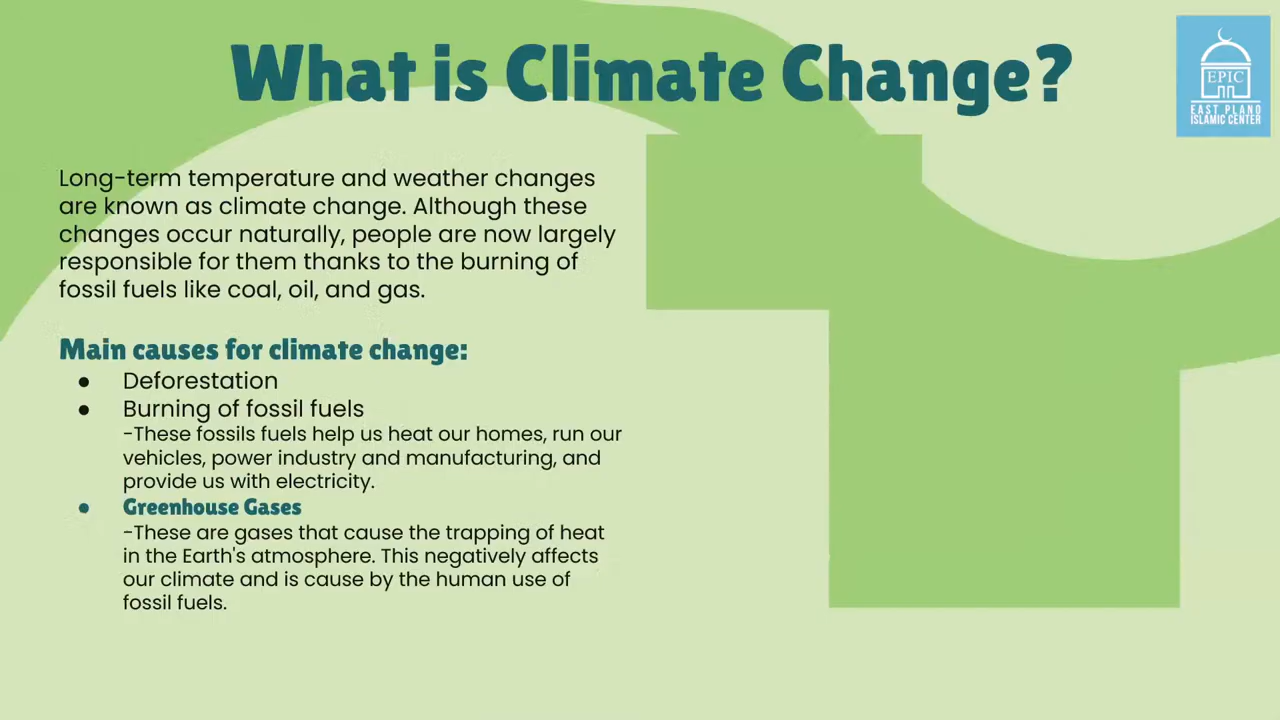 What is Climate Change?
EPIC
EAST PLANO
ISLAMIC CENTER
Long-term temperature and weather changes
are known as climate change. Although these
changes occur naturally, people are now largely
responsible for them thanks to the burning of
fossil fuels like coal, oil, and gas.
Main causes for climate change:
● Deforestation
● Burning of fossil fuels
-These fossils fuels help us heat our homes, run our
vehicles, power industry and manufacturing, and
provide us with electricity.
● Greenhouse Gases
-These are gases that cause the trapping of heat
in the Earth's atmosphere. This negatively affects
our climate and is cause by the human use of
fossil fuels.